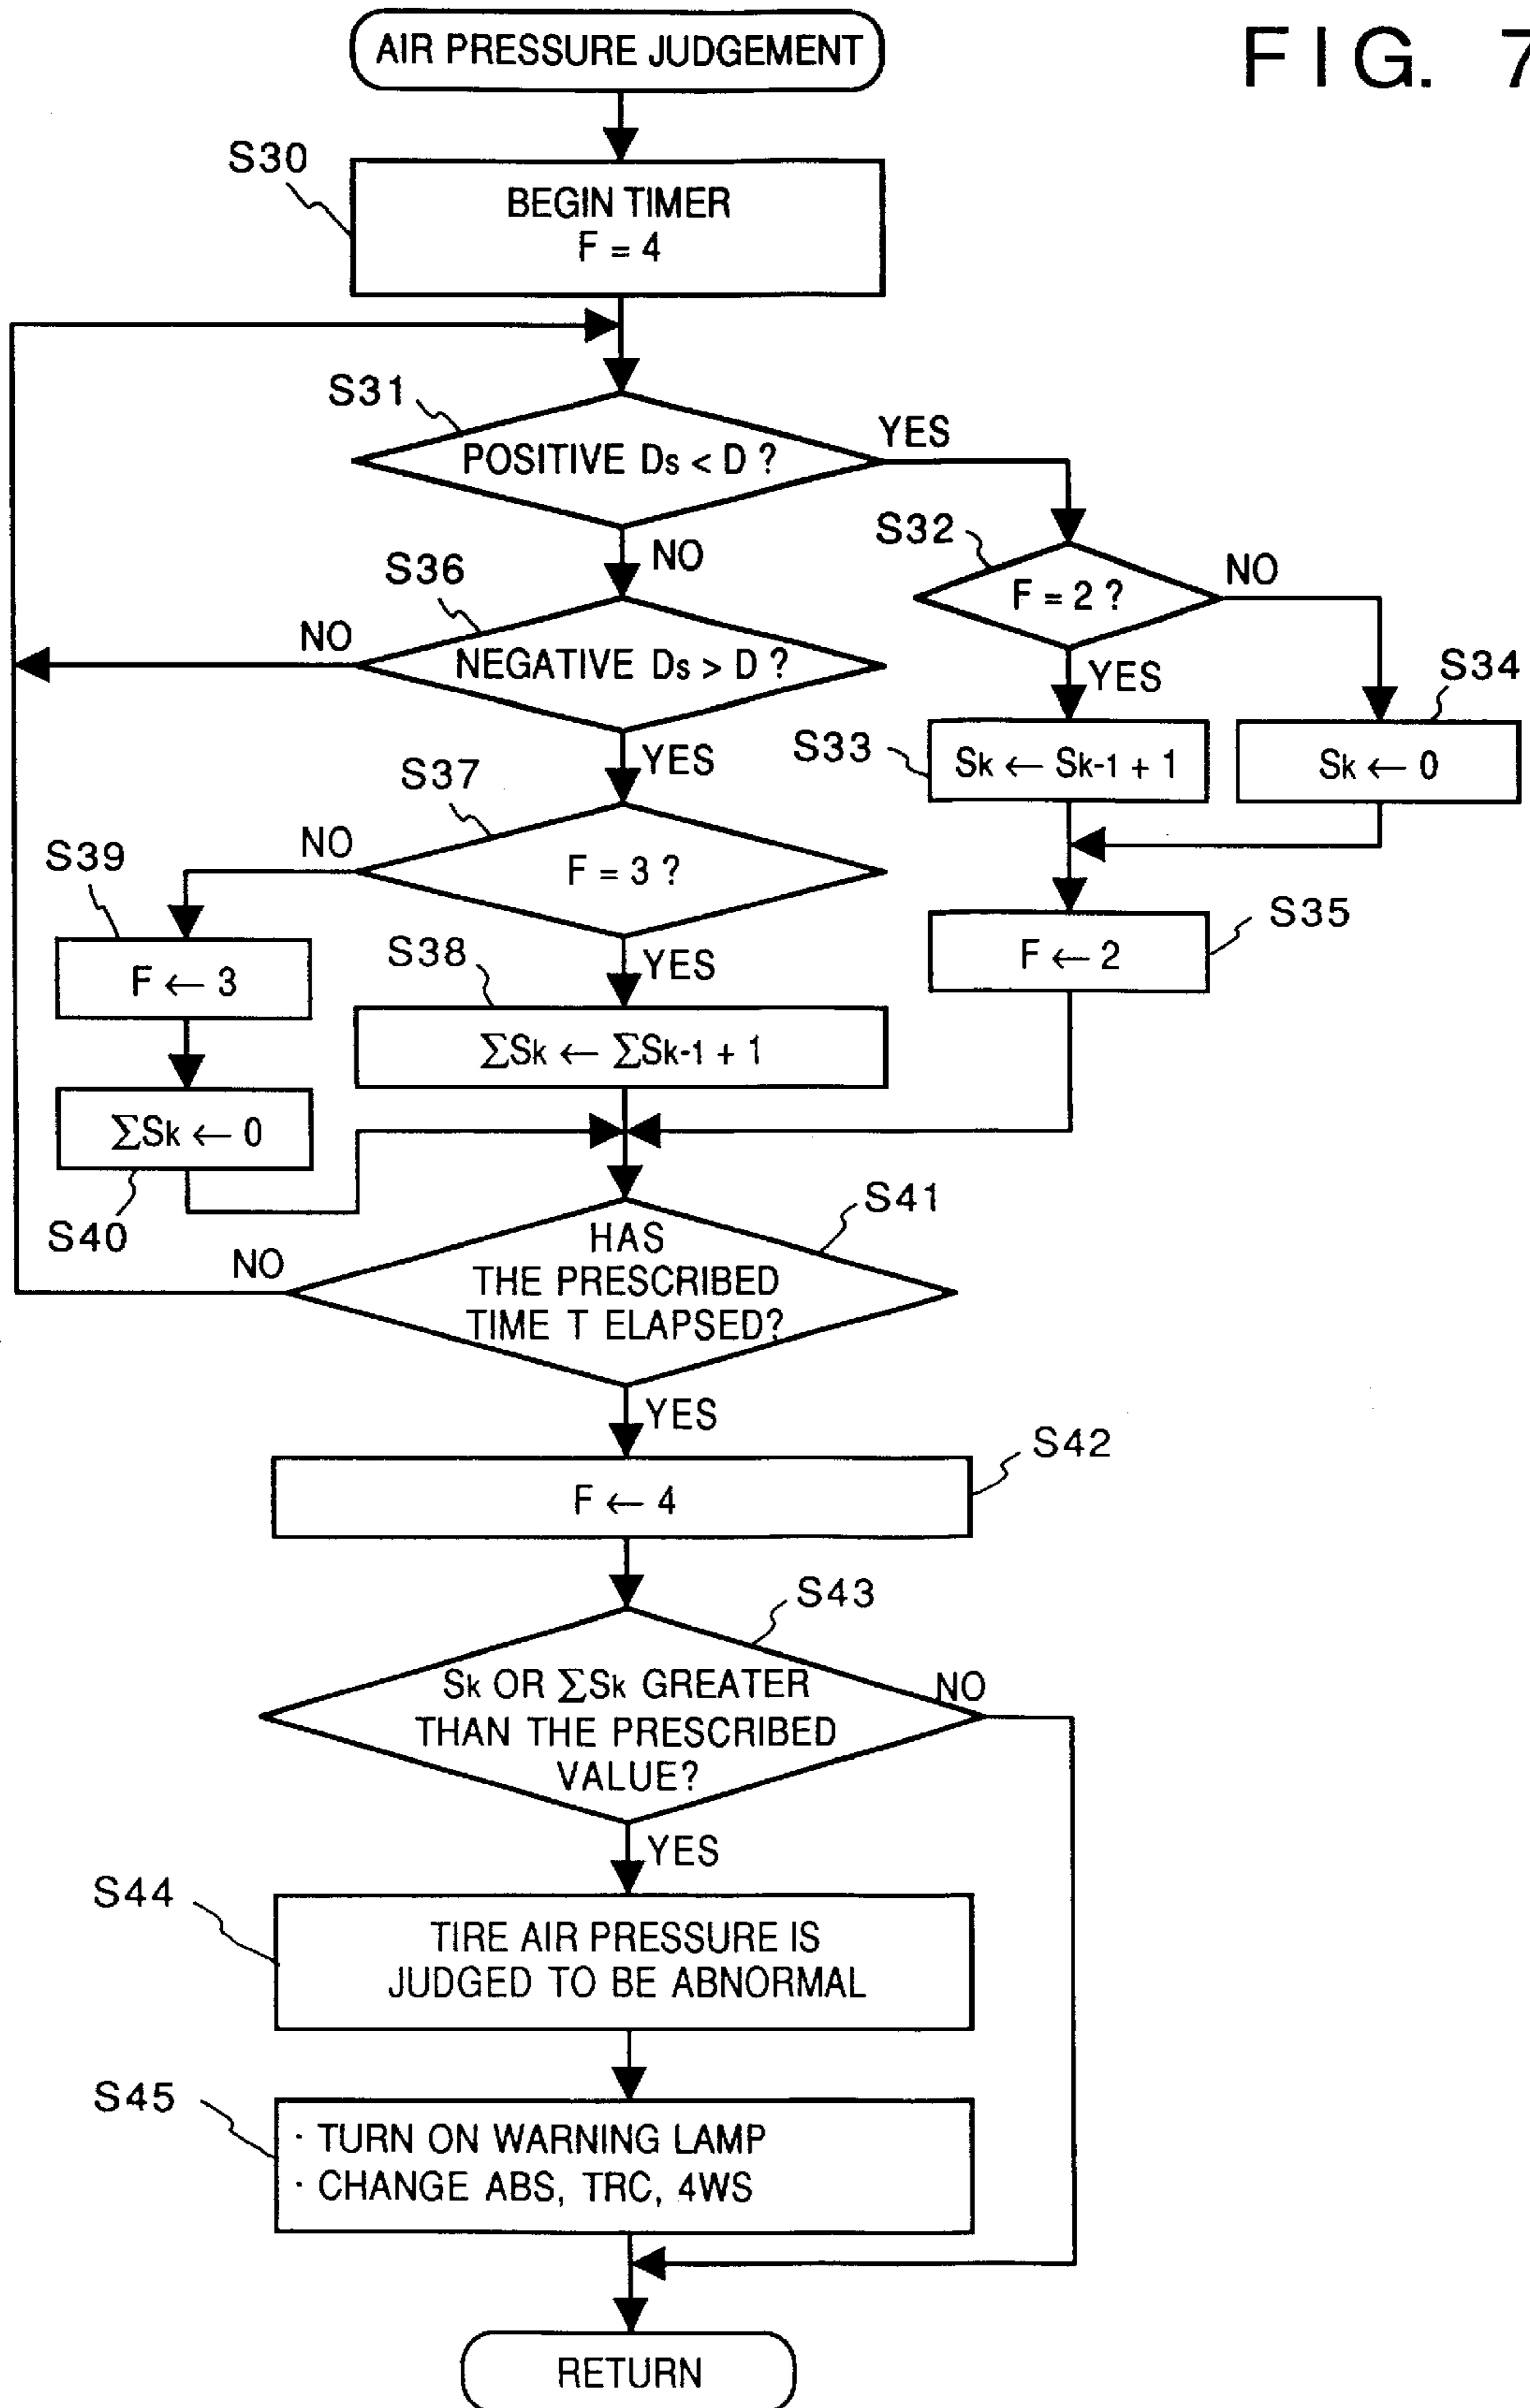 FIG. 7
AIR PRESSURE JUDGEMENT
S30
BEGIN TIMER
F = 4
S31
POSITIVE Ds < D ?
YES
NO
S32
F = 2 ?
NO
YES
S33
Sk ← Sk-1 + 1
S34
Sk ← 0
S35
F ← 2
S36
NO
NEGATIVE Ds > D ?
YES
S37
NO
F = 3 ?
YES
S39
F ← 3
S38
ΣSk ← ΣSk-1 + 1
ΣSk ← 0
S40
S41
NO
HAS
THE PRESCRIBED
TIME T ELAPSED?
YES
S42
F ← 4
S43
Sk OR ΣSk GREATER
THAN THE PRESCRIBED
VALUE?
NO
YES
S44
TIRE AIR PRESSURE IS
JUDGED TO BE ABNORMAL
S45
· TURN ON WARNING LAMP
· CHANGE ABS, TRC, 4WS
RETURN